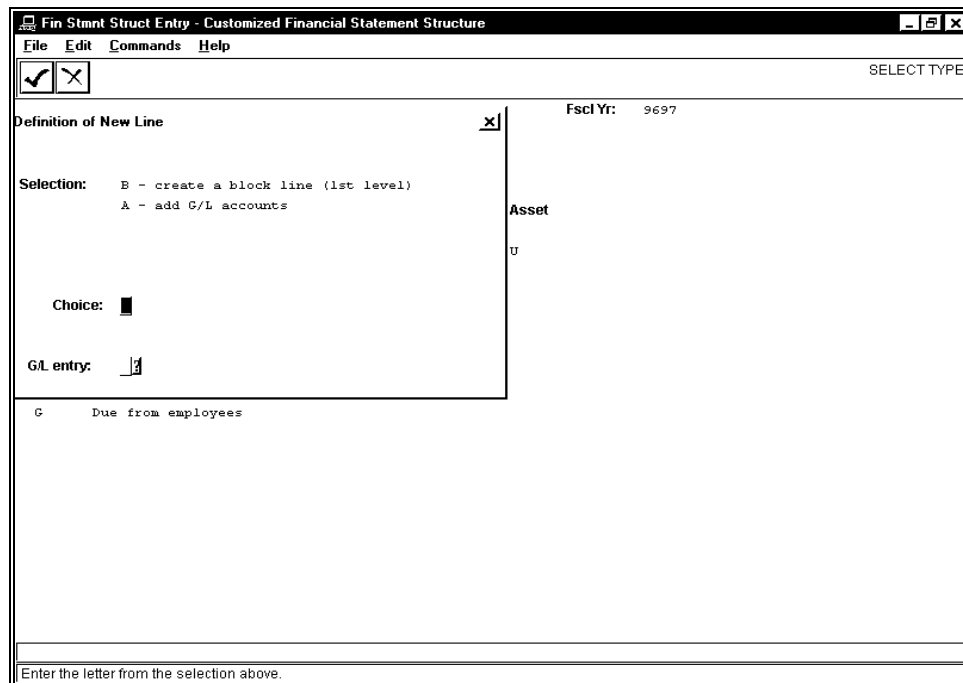 Fin Stmnt Struct Entry - Customized Financial Statement Structure
File Edit Commands Help
SELECT TYPE
Fscl Yr: 9697
Definition of New Line
Selection: B - create a block line (1st level)
A - add G/L accounts
Asset
U
Choice:
G/L entry: _ ?
G Due from employees
Enter the letter from the selection above.